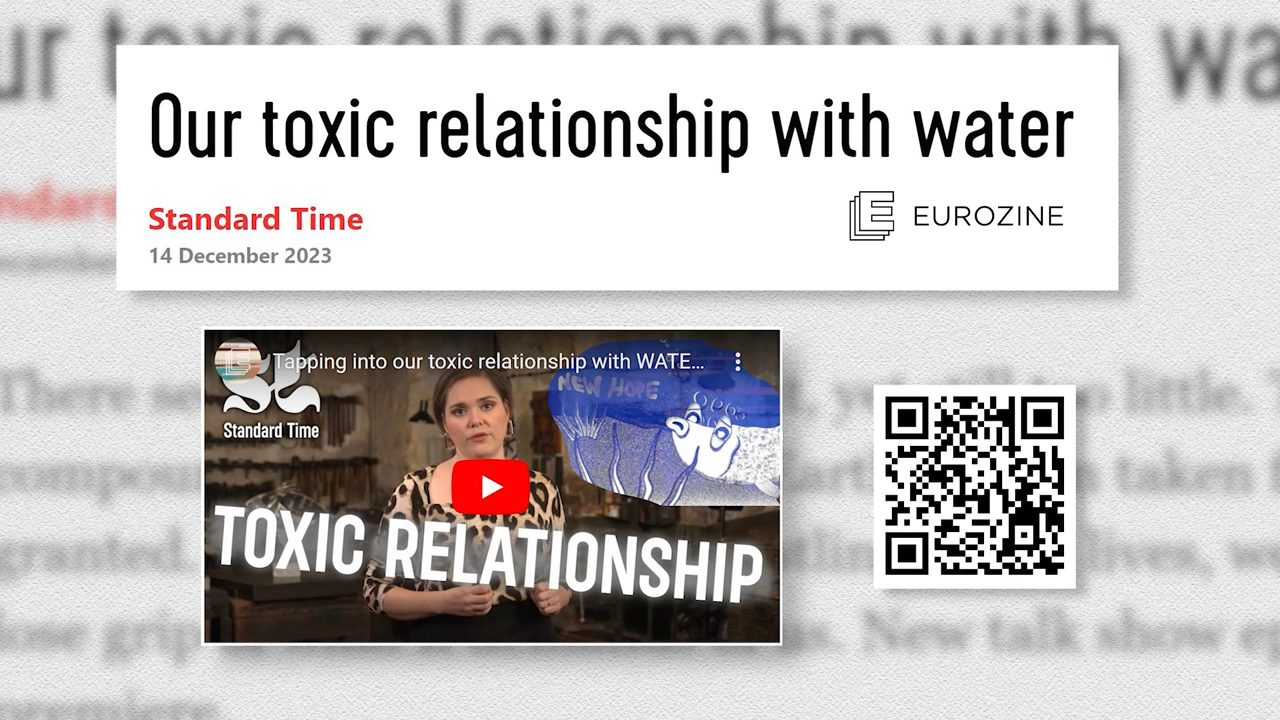 Our toxic relationship with water
Standard Time
14 December 2023
EUROZINE
Tapping into our toxic relationship with WATE...
Standard Time
NEW HOPE
TOXIC RELATIONSHIP